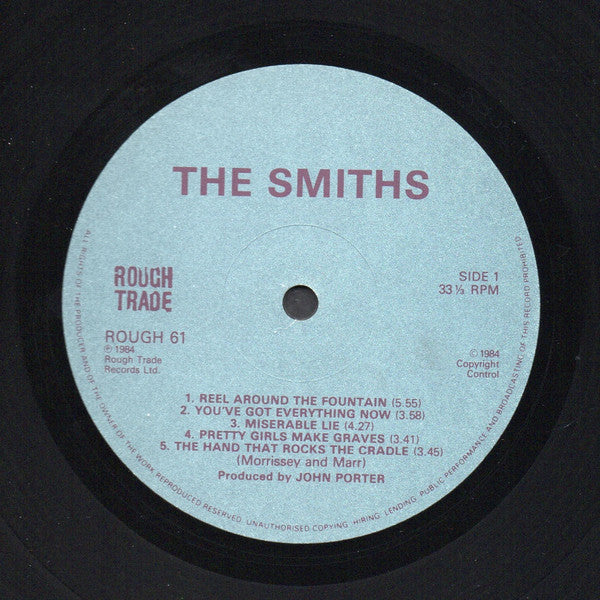 THE SMITHS
ROUGH
TRADE
SIDE 1
33 ⅓ RPM
ROUGH 61
℗ 1984
Rough Trade
Records Ltd.
© 1984
Copyright
Control
1. REEL AROUND THE FOUNTAIN (5.55)
2. YOU'VE GOT EVERYTHING NOW (3.58)
3. MISERABLE LIE (4.27)
4. PRETTY GIRLS MAKE GRAVES (3.41)
5. THE HAND THAT ROCKS THE CRADLE (3.45)
(Morrissey and Marr)
Produced by JOHN PORTER
ALL RIGHTS OF THE PRODUCER AND OF THE OWNER OF THE WORK REPRODUCED RESERVED. UNAUTHORISED COPYING, HIRING, LENDING, PUBLIC PERFORMANCE AND BROADCASTING OF THIS RECORD PROHIBITED.